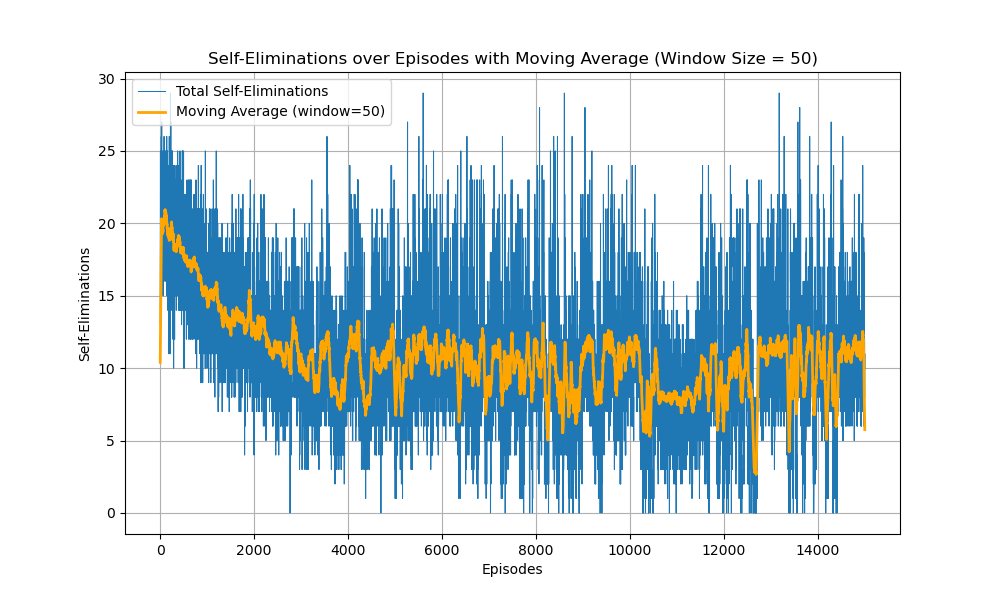 Self-Eliminations over Episodes with Moving Average (Window Size = 50)
Total Self-Eliminations
Moving Average (window=50)
30
25
20
15
10
5
0
Self-Eliminations
0 2000 4000 6000 8000 10000 12000 14000
Episodes